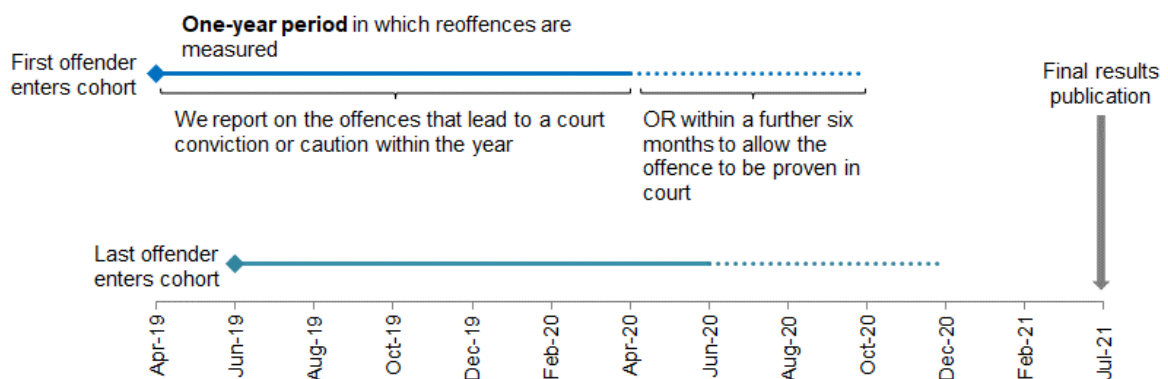 One-year period in which reoffences are
measured
First offender
enters cohort
Final results
publication
We report on the offences that lead to a court
conviction or caution within the year
OR within a further six
months to allow the
offence to be proven in
court
Last offender
enters cohort
Apr-19
Jun-19
Aug-19
Oct-19
Dec-19
Feb-20
Apr-20
Jun-20
Aug-20
Oct-20
Dec-20
Feb-21
Jul-21